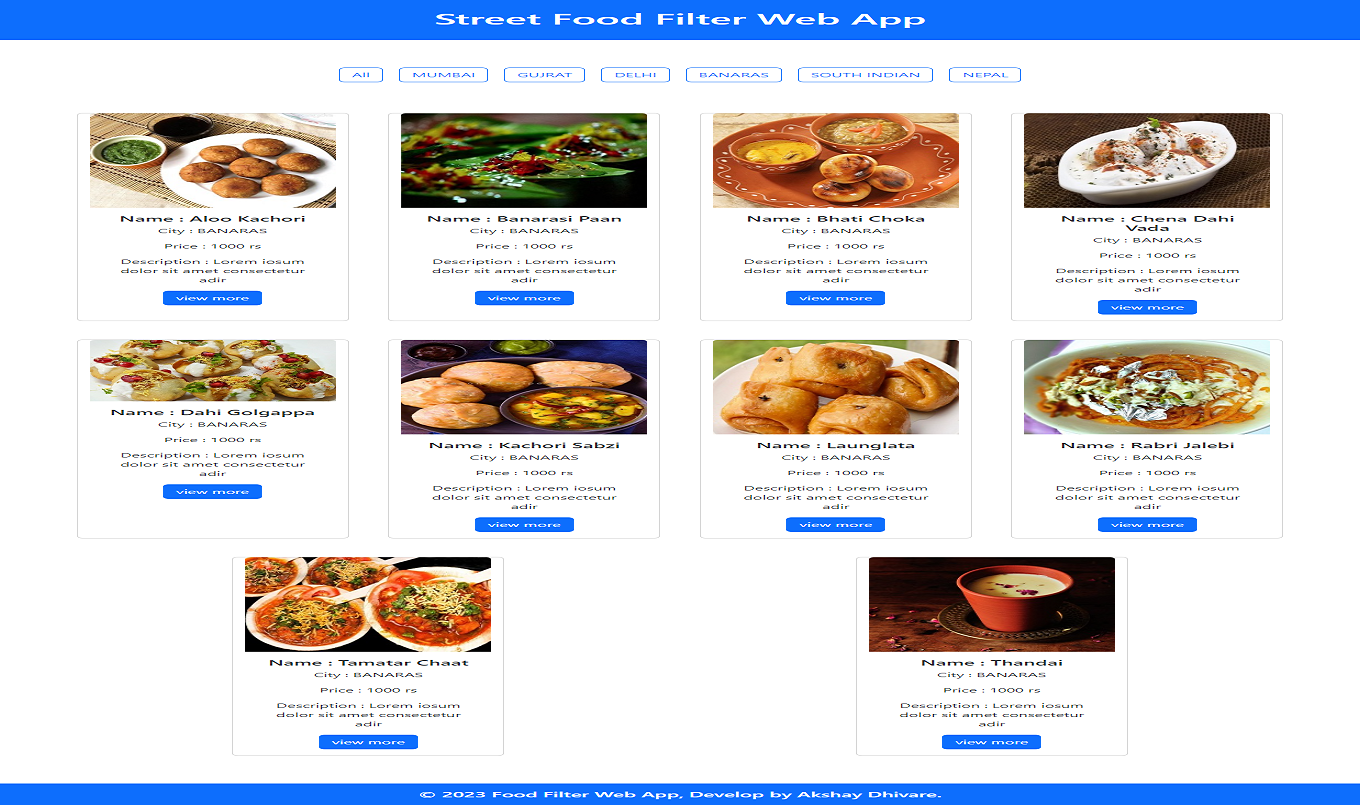 Street Food Filter Web App
All
MUMBAI
GUJRAT
DELHI
BANARAS
SOUTH INDIAN
NEPAL
Name : Aloo Kachori
City : BANARAS
Price : 1000 rs
Description : Lorem iosum
dolor sit amet consectetur
adir
view more
Name : Banarasi Paan
City : BANARAS
Price : 1000 rs
Description : Lorem iosum
dolor sit amet consectetur
adir
view more
Name : Bhati Choka
City : BANARAS
Price : 1000 rs
Description : Lorem iosum
dolor sit amet consectetur
adir
view more
Name : Chena Dahi
Vada
City : BANARAS
Price : 1000 rs
Description : Lorem iosum
dolor sit amet consectetur
adir
view more
Name : Dahi Golgappa
City : BANARAS
Price : 1000 rs
Description : Lorem iosum
dolor sit amet consectetur
adir
view more
Name : Kachori Sabzi
City : BANARAS
Price : 1000 rs
Description : Lorem iosum
dolor sit amet consectetur
adir
view more
Name : Launglata
City : BANARAS
Price : 1000 rs
Description : Lorem iosum
dolor sit amet consectetur
adir
view more
Name : Rabri Jalebi
City : BANARAS
Price : 1000 rs
Description : Lorem iosum
dolor sit amet consectetur
adir
view more
Name : Tamatar Chaat
City : BANARAS
Price : 1000 rs
Description : Lorem iosum
dolor sit amet consectetur
adir
view more
Name : Thandai
City : BANARAS
Price : 1000 rs
Description : Lorem iosum
dolor sit amet consectetur
adir
view more
© 2023 Food Filter Web App, Develop by Akshay Dhivare.